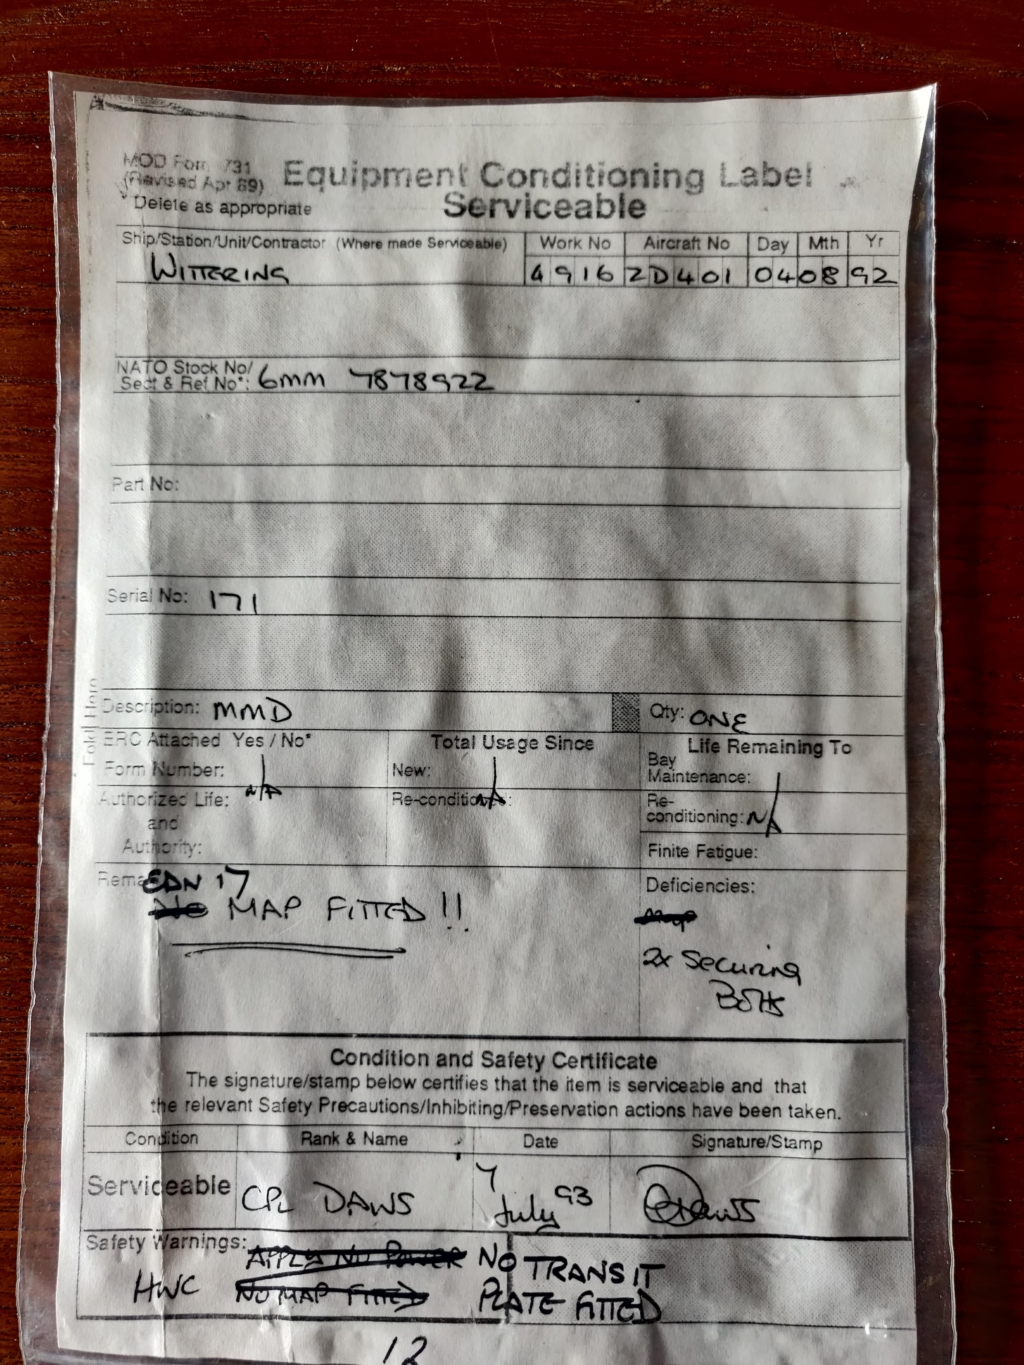 MOD Form 731
(Revised Apr 89)
* Delete as appropriate
Equipment Conditioning Label
Serviceable
Ship/Station/Unit/Contractor (Where made Serviceable) Work No Aircraft No Day Mth Yr
WITTERING 4916 ZD401 04 08 92
NATO Stock No/
Sect & Ref No*: 6MM 7878922
Part No:
Serial No: 171
Description: MMD Qty: ONE
ERC Attached Yes / No* Total Usage Since Life Remaining To
Form Number: N/A New: N/A Bay
Maintenance:
Authorized Life: Re-conditioned: Re-
conditioning: N/A
and
Authority: Finite Fatigue:
EDN 17 Deficiencies:
No MAP FITTED !! Map
2x Securing
Bolts
Condition and Safety Certificate
The signature/stamp below certifies that the item is serviceable and that
the relevant Safety Precautions/Inhibiting/Preservation actions have been taken.
Condition Rank & Name Date Signature/Stamp
Serviceable CPL DAWS 7 July 93 Daws
Safety Warnings: APPLY NO POWER NO TRANSIT
HWC NO MAP FITTED PLATE FITTED
12